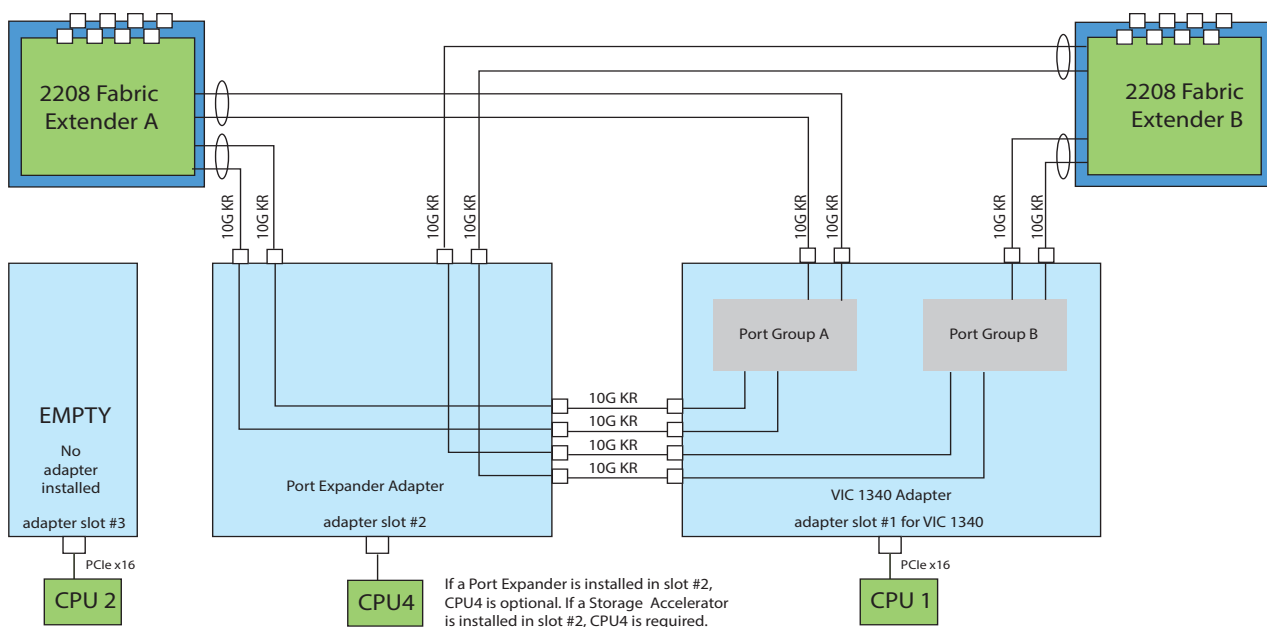 2208 Fabric
Extender A
2208 Fabric
Extender B
10G KR
10G KR
10G KR
10G KR
10G KR
10G KR
10G KR
10G KR
Port Group A
Port Group B
10G KR
10G KR
10G KR
10G KR
EMPTY
No
adapter
installed
adapter slot #3
Port Expander Adapter
adapter slot #2
VIC 1340 Adapter
adapter slot #1 for VIC 1340
PCIe x16
PCIe x16
CPU 2
CPU4
If a Port Expander is installed in slot #2,
CPU4 is optional. If a Storage Accelerator
is installed in slot #2, CPU4 is required.
CPU 1